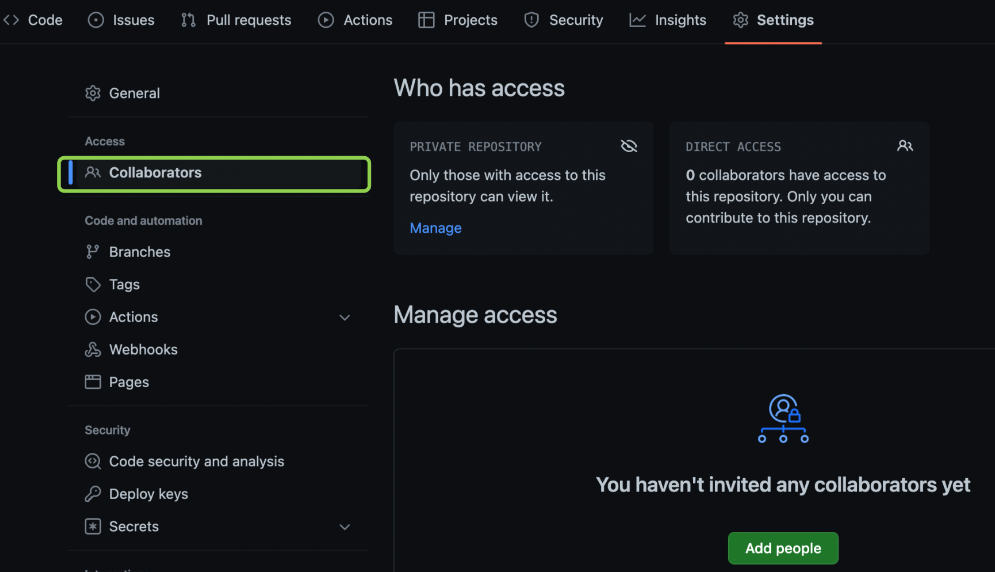 Code Issues Pull requests Actions Projects Security Insights Settings
General
Access
Collaborators
Code and automation
Branches
Tags
Actions
Webhooks
Pages
Security
Code security and analysis
Deploy keys
Secrets
Who has access
PRIVATE REPOSITORY
Only those with access to this
repository can view it.
Manage
DIRECT ACCESS
0 collaborators have access to
this repository. Only you can
contribute to this repository.
Manage access
You haven't invited any collaborators yet
Add people